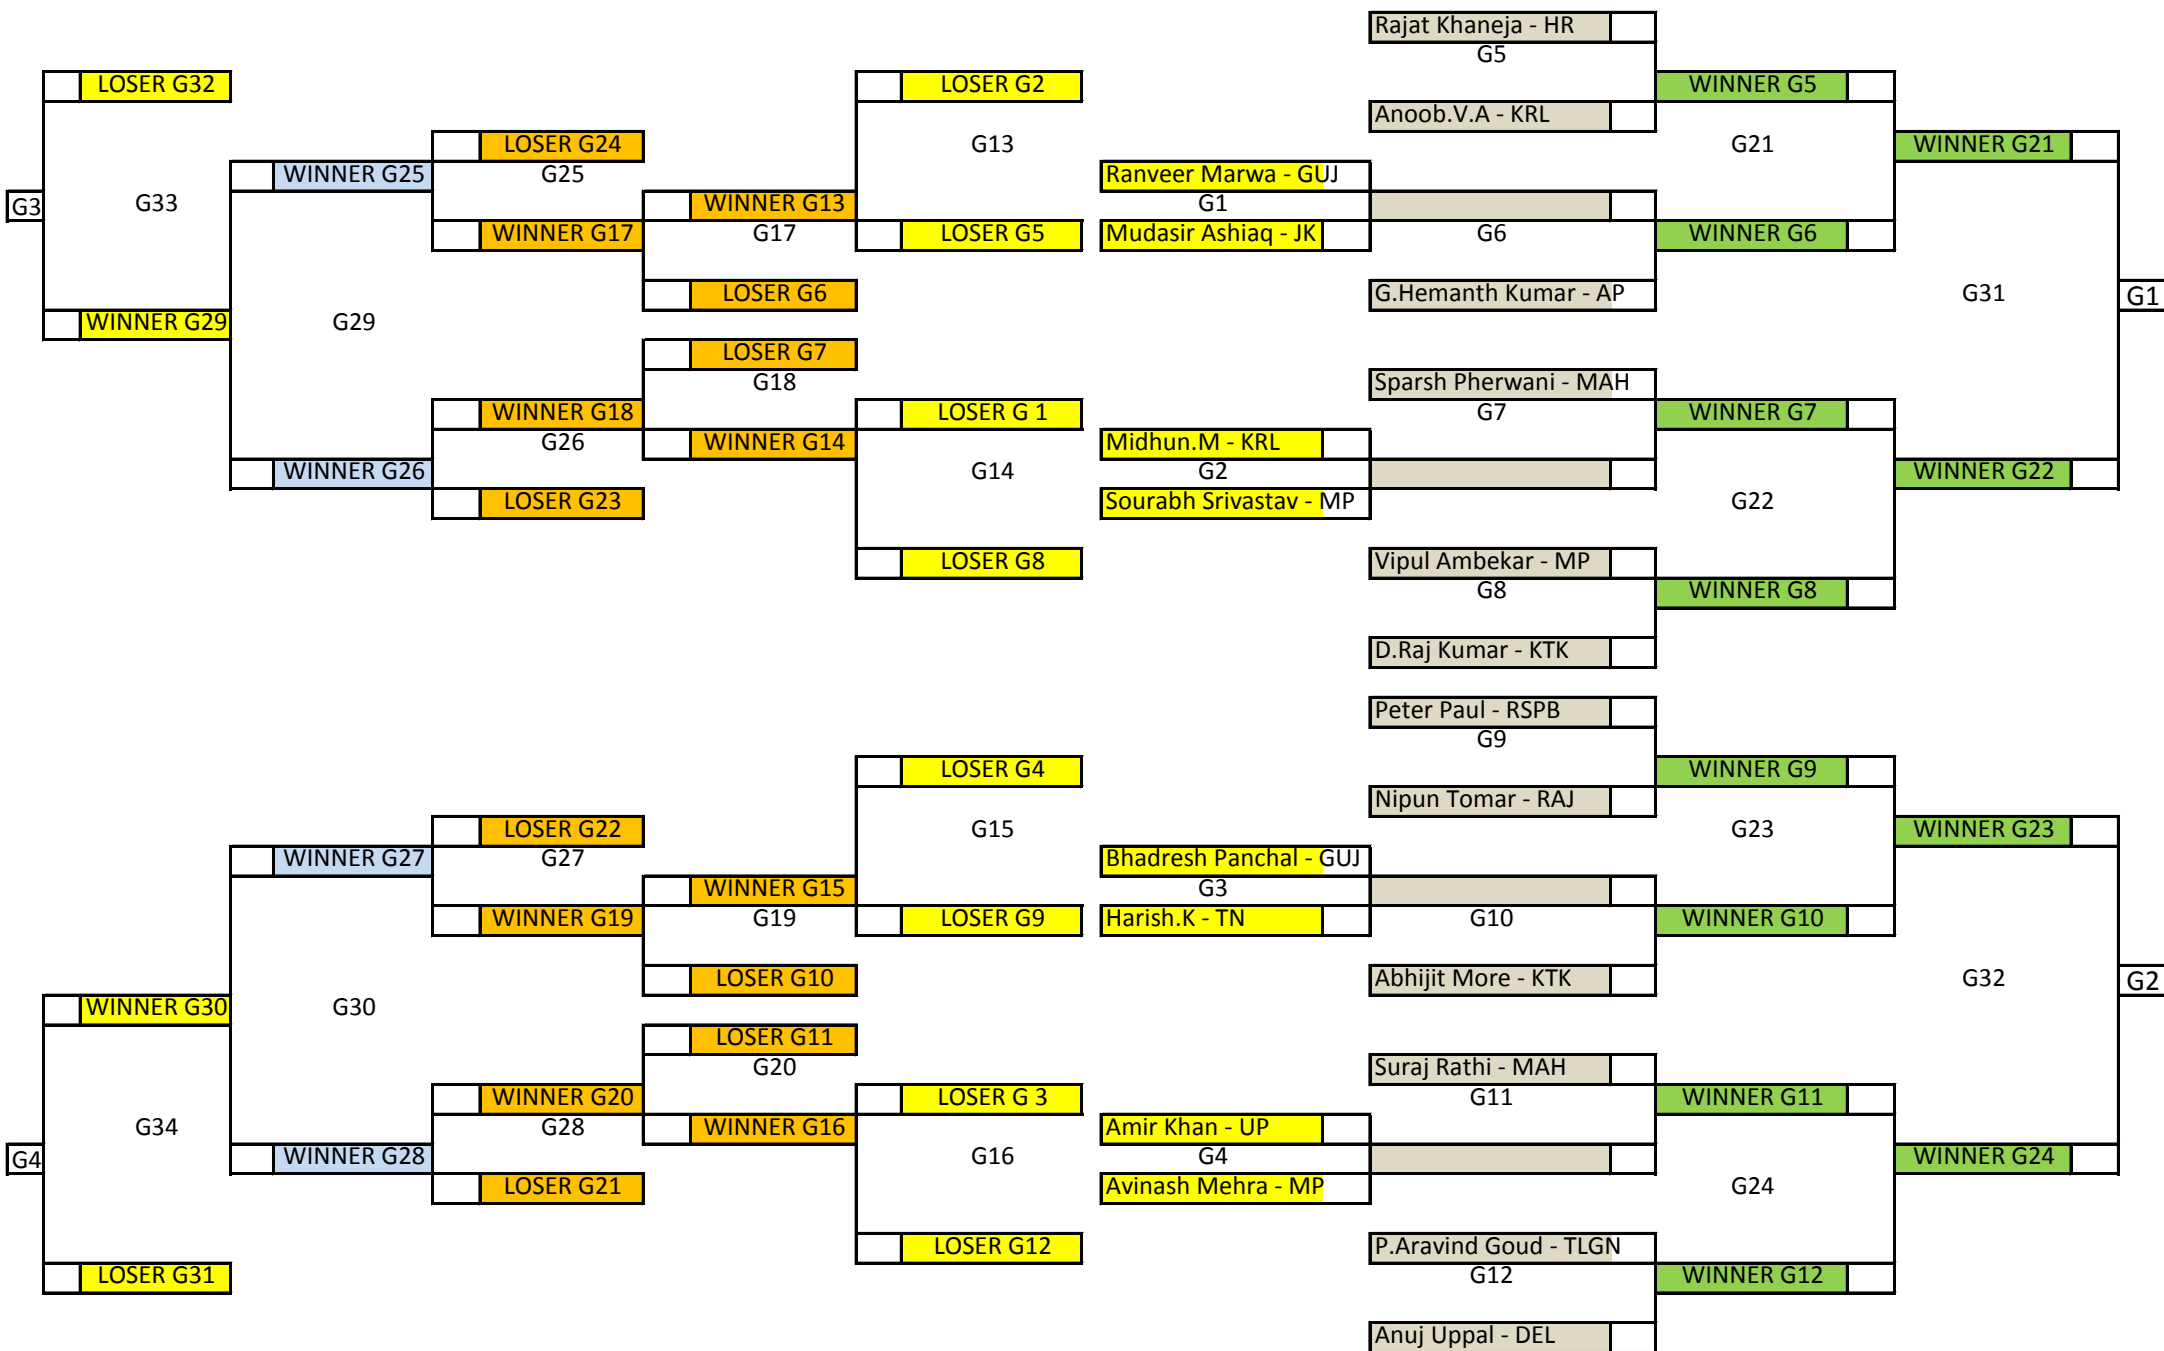 Rajat Khaneja - HR
G5
LOSER G32
LOSER G2
WINNER G5
Anoob.V.A - KRL
LOSER G24
G13
G21
WINNER G21
WINNER G25
G25
Ranveer Marwa - GUJ
G3
G33
WINNER G13
G1
WINNER G17
G17
LOSER G5
Mudasir Ashiaq - JK
G6
WINNER G6
LOSER G6
G.Hemanth Kumar - AP
G31
G1
WINNER G29
G29
LOSER G7
G18
Sparsh Pherwani - MAH
WINNER G18
LOSER G 1
G7
WINNER G7
G26
WINNER G14
Midhun.M - KRL
WINNER G26
G14
G2
WINNER G22
LOSER G23
Sourabh Srivastav - MP
G22
LOSER G8
Vipul Ambekar - MP
G8
WINNER G8
D.Raj Kumar - KTK
Peter Paul - RSPB
G9
LOSER G4
WINNER G9
Nipun Tomar - RAJ
LOSER G22
G15
G23
WINNER G23
WINNER G27
G27
Bhadresh Panchal - GUJ
WINNER G15
G3
WINNER G19
G19
LOSER G9
Harish.K - TN
G10
WINNER G10
LOSER G10
Abhijit More - KTK
G32
G2
WINNER G30
G30
LOSER G11
G20
Suraj Rathi - MAH
WINNER G20
LOSER G 3
G11
WINNER G11
G34
G28
WINNER G16
Amir Khan - UP
G4
WINNER G28
G16
G4
WINNER G24
LOSER G21
Avinash Mehra - MP
G24
LOSER G12
P.Aravind Goud - TLGN
LOSER G31
G12
WINNER G12
Anuj Uppal - DEL